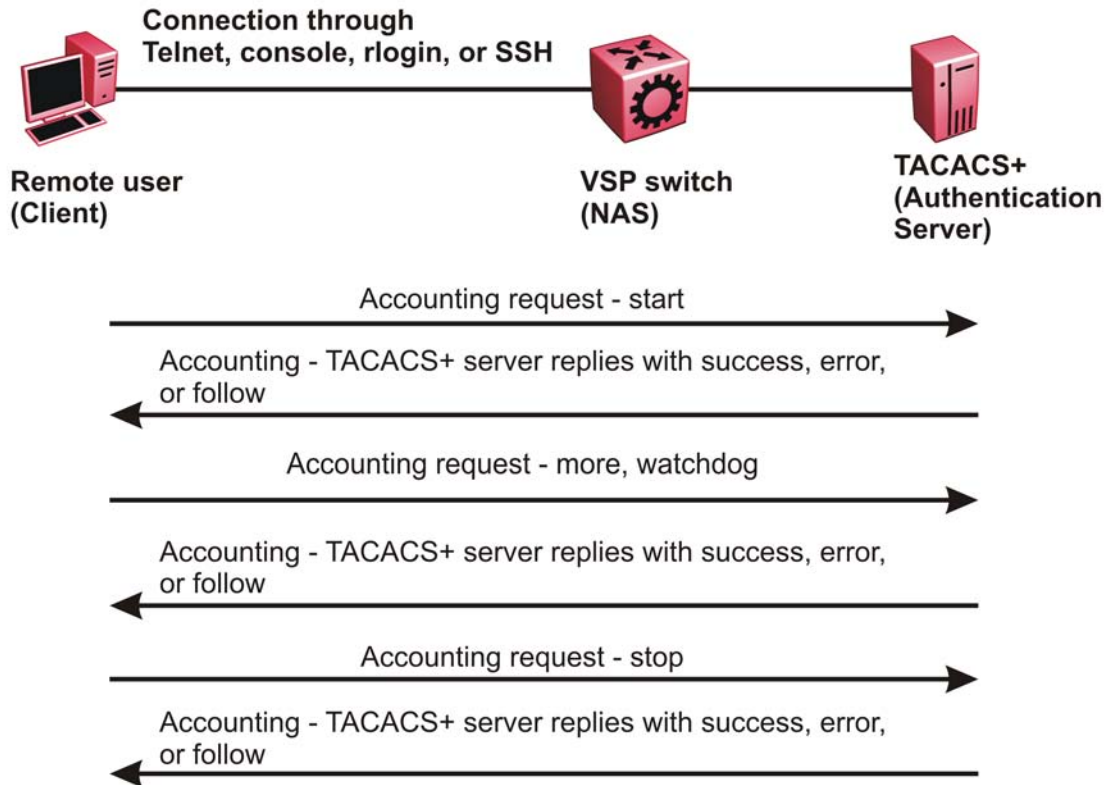 Connection through
Telnet, console, rlogin, or SSH
Remote user
(Client)
VSP switch
(NAS)
TACACS+
(Authentication
Server)
Accounting request - start
Accounting - TACACS+ server replies with success, error,
or follow
Accounting request - more, watchdog
Accounting - TACACS+ server replies with success, error,
or follow
Accounting request - stop
Accounting - TACACS+ server replies with success, error,
or follow